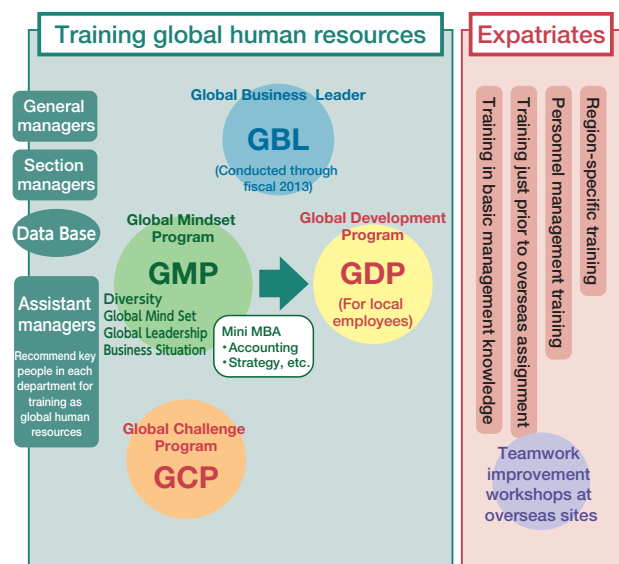 Training global human resources
Expatriates
General
managers
Section
managers
Data Base
Assistant
managers
Recommend key
people in each
department for
training as
global human
resources
Global Business Leader
GBL
(Conducted through
fiscal 2013)
Global Mindset
Program
GMP
Diversity
Global Mind Set
Global Leadership
Business Situation
Mini MBA
・Accounting
・Strategy, etc.
Global Development
Program
GDP
(For local
employees)
Global Challenge
Program
GCP
Training in basic management knowledge
Training just prior to overseas assignment
Personnel management training
Region-specific training
Teamwork
improvement
workshops at
overseas sites